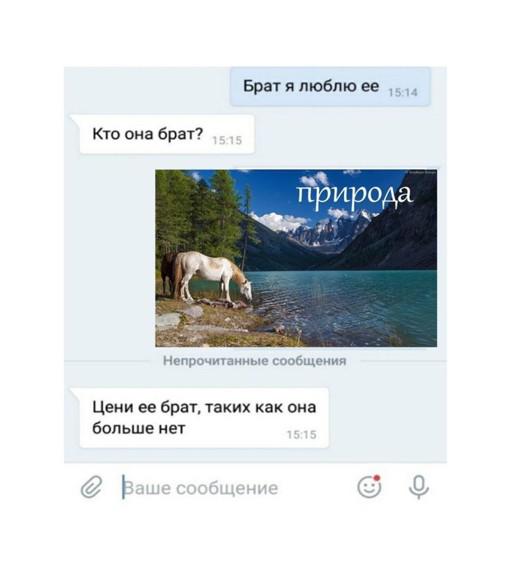 Брат я люблю ее 15:14
Кто она брат? 15:15
природа
Непрочитанные сообщения
Цени ее брат, таких как она
больше нет 15:15
Ваше сообщение